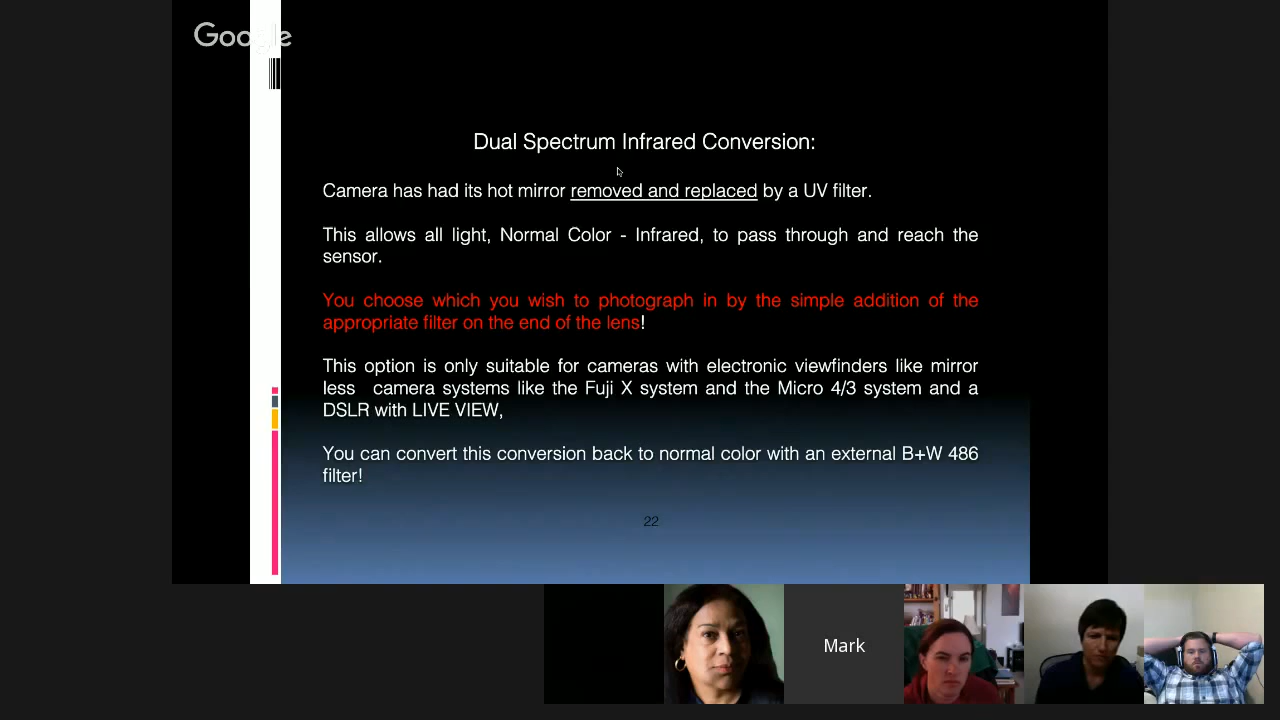 Google
Dual Spectrum Infrared Conversion:
Camera has had its hot mirror removed and replaced by a UV filter.
This allows all light, Normal Color - Infrared, to pass through and reach the
sensor.
You choose which you wish to photograph in by the simple addition of the
appropriate filter on the end of the lens!
This option is only suitable for cameras with electronic viewfinders like mirror
less camera systems like the Fuji X system and the Micro 4/3 system and a
DSLR with LIVE VIEW,
You can convert this conversion back to normal color with an external B+W 486
filter!
22
Mark